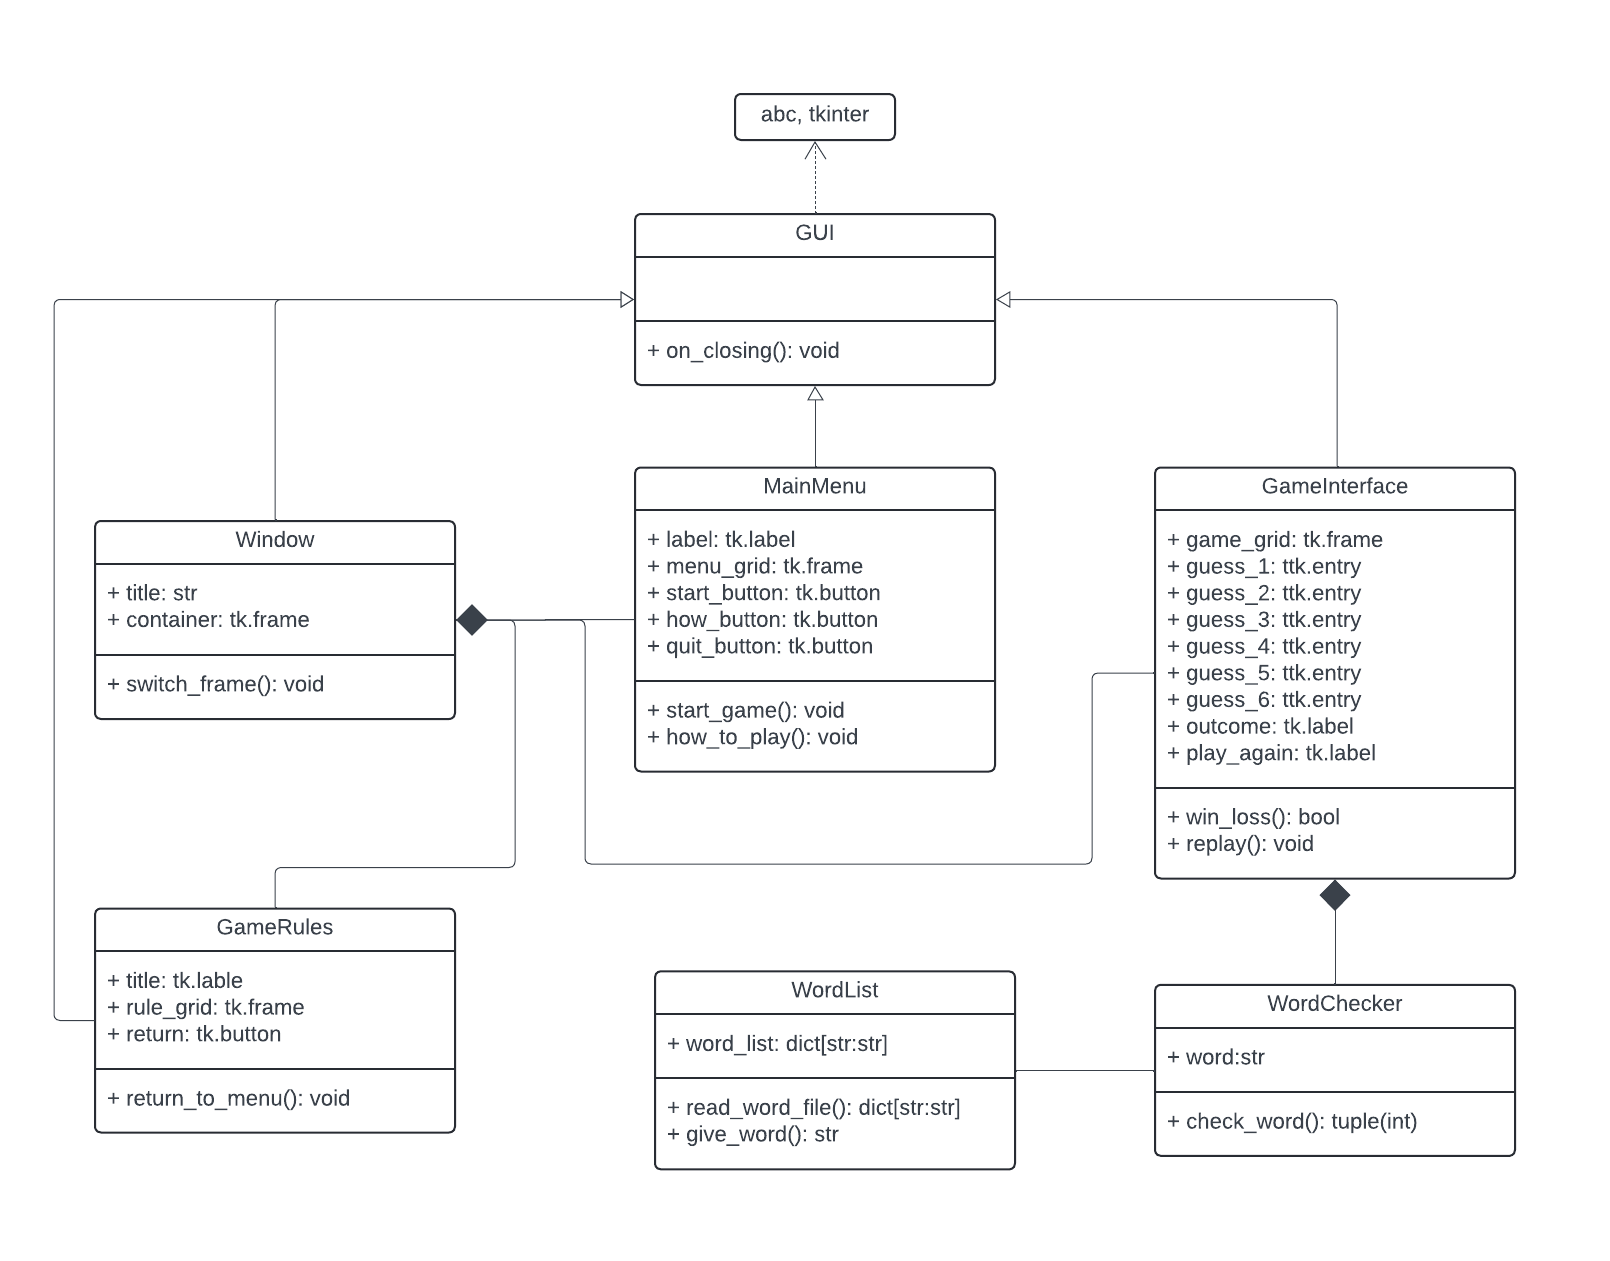 abc, tkinter
GUI
+ on_closing(): void
MainMenu
+ label: tk.label
+ menu_grid: tk.frame
+ start_button: tk.button
+ how_button: tk.button
+ quit_button: tk.button
+ start_game(): void
+ how_to_play(): void
GameInterface
+ game_grid: tk.frame
+ guess_1: ttk.entry
+ guess_2: ttk.entry
+ guess_3: ttk.entry
+ guess_4: ttk.entry
+ guess_5: ttk.entry
+ guess_6: ttk.entry
+ outcome: tk.label
+ play_again: tk.label
+ win_loss(): bool
+ replay(): void
Window
+ title: str
+ container: tk.frame
+ switch_frame(): void
GameRules
+ title: tk.lable
+ rule_grid: tk.frame
+ return: tk.button
+ return_to_menu(): void
WordList
+ word_list: dict[str:str]
+ read_word_file(): dict[str:str]
+ give_word(): str
WordChecker
+ word:str
+ check_word(): tuple(int)